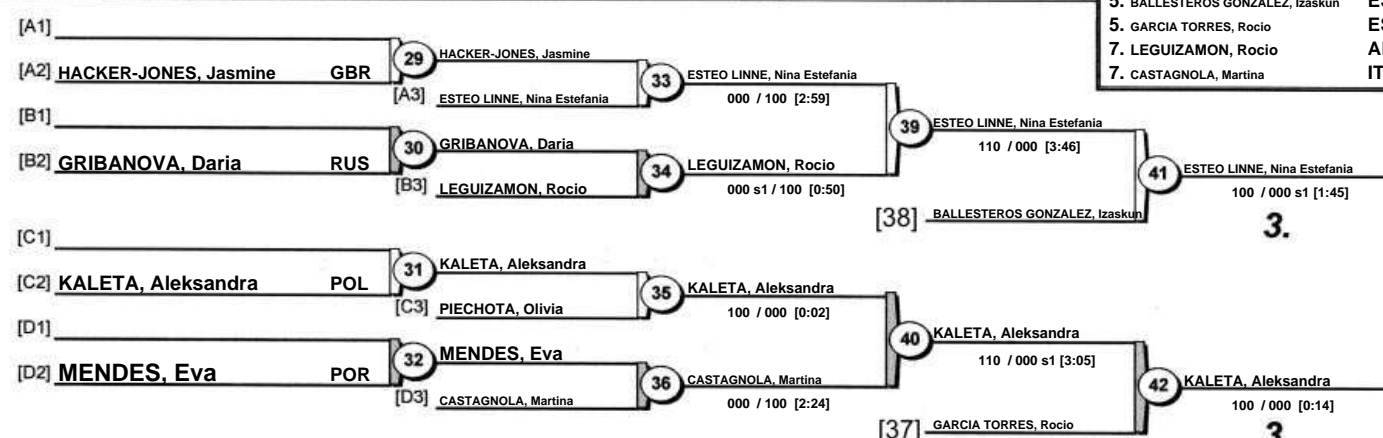 5. BALLESTEROS GONZALEZ, Izaskun
5. GARCIA TORRES, Rocio
7. LEGUIZAMON, Rocio
7. CASTAGNOLA, Martina
[A1]
[A2] HACKER-JONES, Jasmine GBR
29
HACKER-JONES, Jasmine
[A3] ESTEO LINNE, Nina Estefania
33
ESTEO LINNE, Nina Estefania
000 / 100 [2:59]
[B1]
[B2] GRIBANOVA, Daria RUS
30
GRIBANOVA, Daria
[B3] LEGUIZAMON, Rocio
34
LEGUIZAMON, Rocio
000 s1 / 100 [0:50]
39
ESTEO LINNE, Nina Estefania
110 / 000 [3:46]
[38] BALLESTEROS GONZALEZ, Izaskun
41
ESTEO LINNE, Nina Estefania
100 / 000 s1 [1:45]
3.
[C1]
[C2] KALETA, Aleksandra POL
31
KALETA, Aleksandra
[C3] PIECHOTA, Olivia
35
KALETA, Aleksandra
100 / 000 [0:02]
[D1]
[D2] MENDES, Eva POR
32
MENDES, Eva
[D3] CASTAGNOLA, Martina
36
CASTAGNOLA, Martina
000 / 100 [2:24]
40
KALETA, Aleksandra
110 / 000 s1 [3:05]
[37] GARCIA TORRES, Rocio
42
KALETA, Aleksandra
100 / 000 [0:14]
3